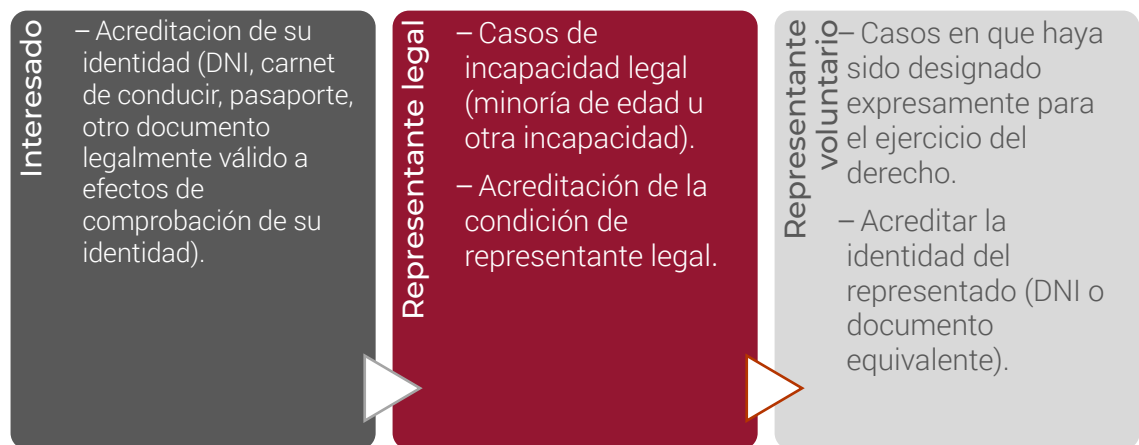 Interesado
– Acreditacion de su
identidad (DNI, carnet
de conducir, pasaporte,
otro documento
legalmente válido a
efectos de
comprobación de su
identidad).
Representante legal
– Casos de
incapacidad legal
(minoría de edad u
otra incapacidad).
– Acreditación de la
condición de
representante legal.
Representante
voluntario
– Casos en que haya
sido designado
expresamente para
el ejercicio del
derecho.
– Acreditar la
identidad del
representado (DNI o
documento
equivalente).